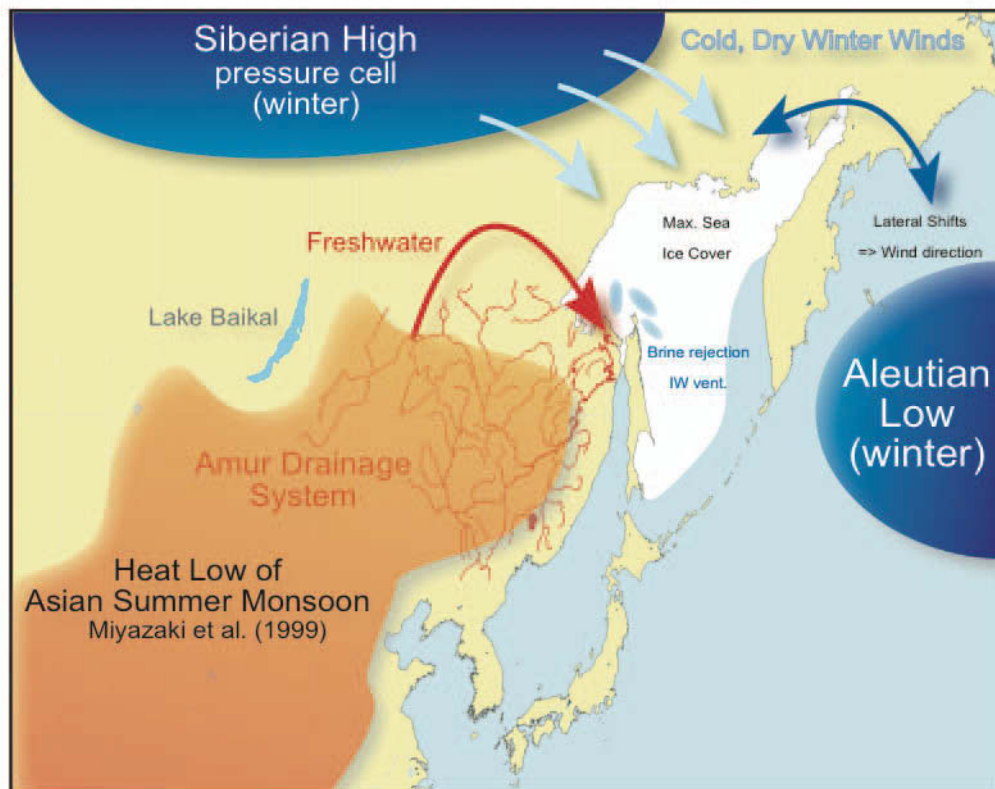 Siberian High
pressure cell
(winter)
Cold, Dry Winter Winds
Max. Sea
Ice Cover
Lateral Shifts
=> Wind direction
Freshwater
Lake Baikal
Brine rejection
IW vent.
Aleutian
Low
(winter)
Amur Drainage
System
Heat Low of
Asian Summer Monsoon
Miyazaki et al. (1999)